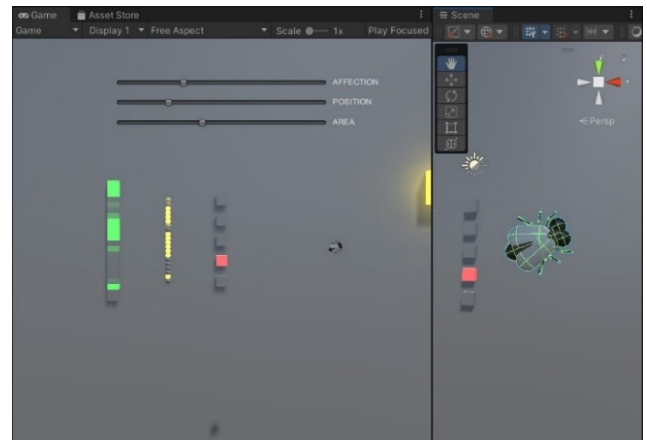 Game Asset Store
Game Display 1 Free Aspect Scale 1x Play Focused
AFFECTION
POSITION
AREA
Scene
Persp